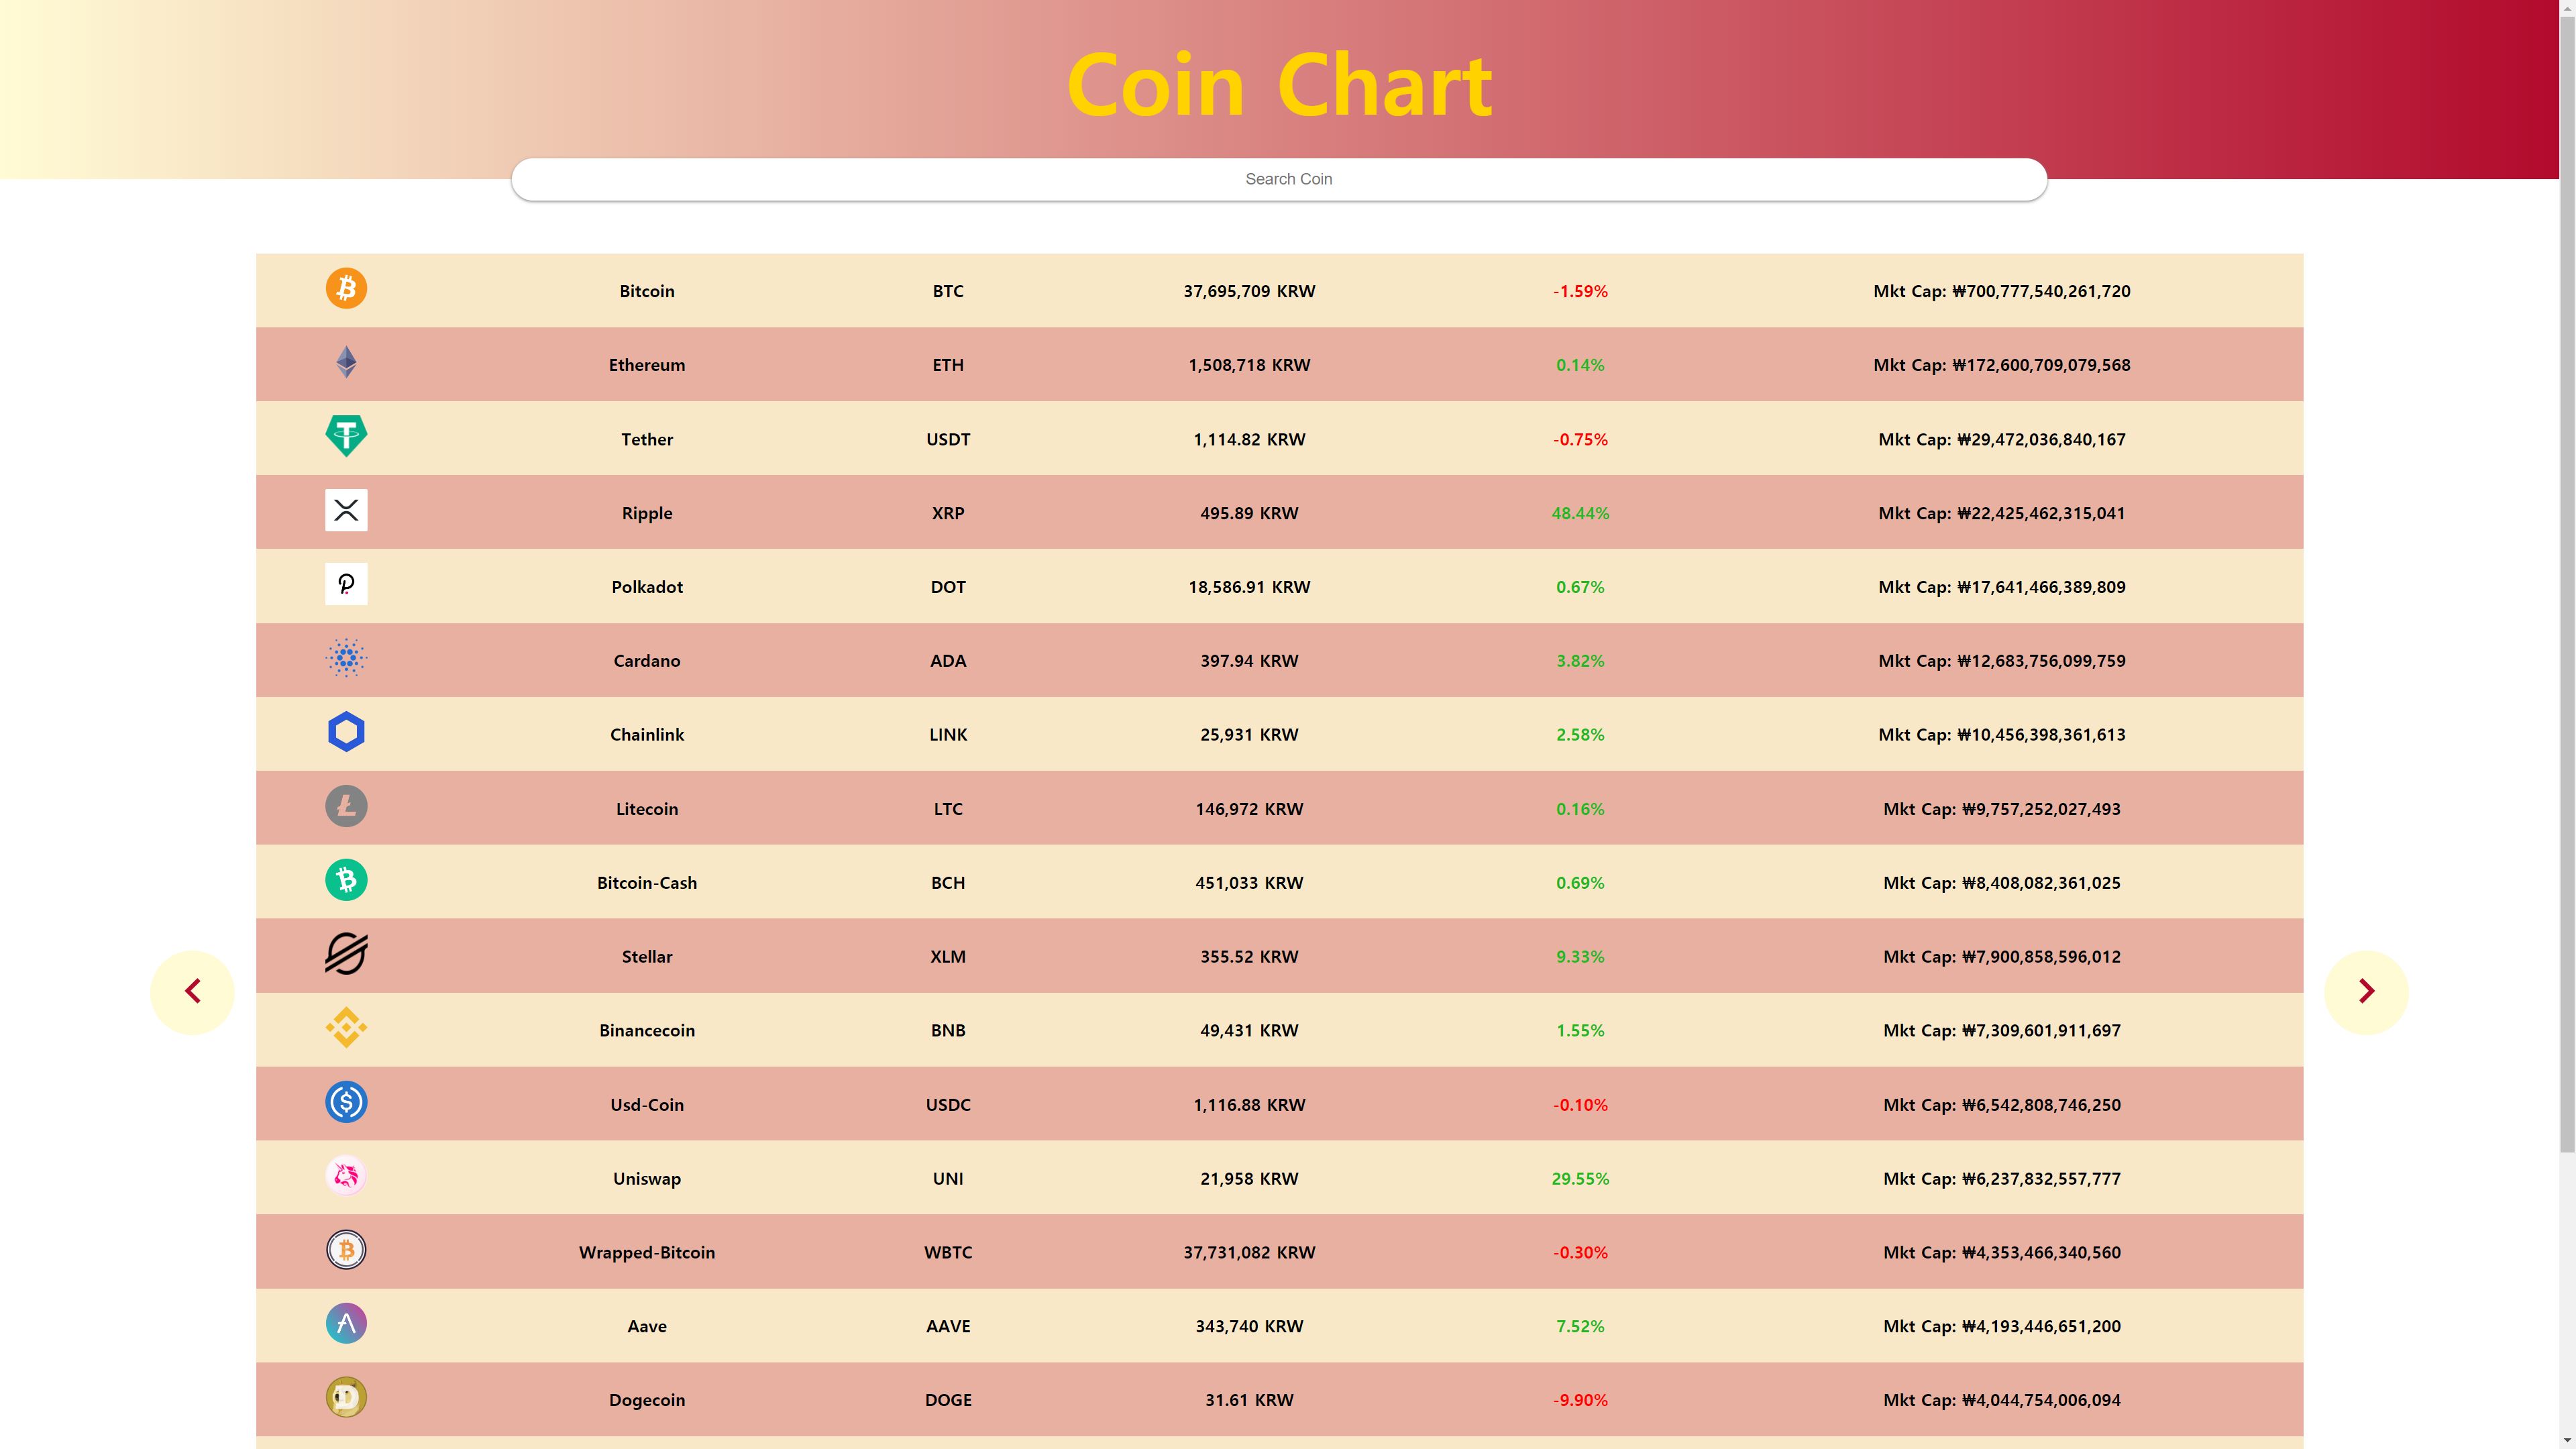 Coin Chart
Search Coin
Bitcoin BTC 37,695,709 KRW -1.59% Mkt Cap: ₩700,777,540,261,720
Ethereum ETH 1,508,718 KRW 0.14% Mkt Cap: ₩172,600,709,079,568
Tether USDT 1,114.82 KRW -0.75% Mkt Cap: ₩29,472,036,840,167
Ripple XRP 495.89 KRW 48.44% Mkt Cap: ₩22,425,462,315,041
Polkadot DOT 18,586.91 KRW 0.67% Mkt Cap: ₩17,641,466,389,809
Cardano ADA 397.94 KRW 3.82% Mkt Cap: ₩12,683,756,099,759
Chainlink LINK 25,931 KRW 2.58% Mkt Cap: ₩10,456,398,361,613
Litecoin LTC 146,972 KRW 0.16% Mkt Cap: ₩9,757,252,027,493
Bitcoin-Cash BCH 451,033 KRW 0.69% Mkt Cap: ₩8,408,082,361,025
Stellar XLM 355.52 KRW 9.33% Mkt Cap: ₩7,900,858,596,012
Binancecoin BNB 49,431 KRW 1.55% Mkt Cap: ₩7,309,601,911,697
Usd-Coin USDC 1,116.88 KRW -0.10% Mkt Cap: ₩6,542,808,746,250
Uniswap UNI 21,958 KRW 29.55% Mkt Cap: ₩6,237,832,557,777
Wrapped-Bitcoin WBTC 37,731,082 KRW -0.30% Mkt Cap: ₩4,353,466,340,560
Aave AAVE 343,740 KRW 7.52% Mkt Cap: ₩4,193,446,651,200
Dogecoin DOGE 31.61 KRW -9.90% Mkt Cap: ₩4,044,754,006,094